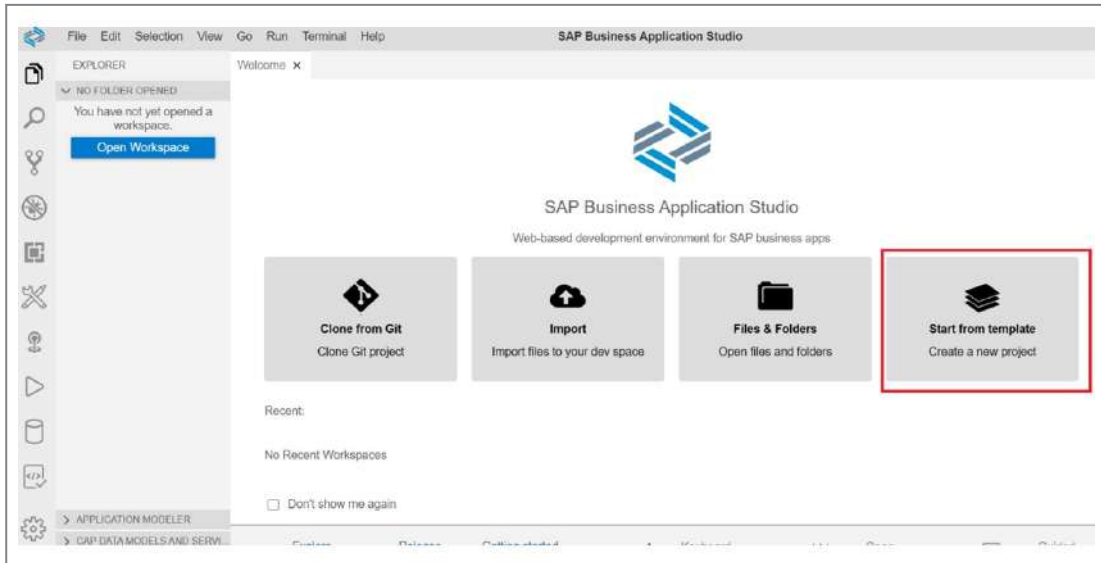 File Edit Selection View Go Run Terminal Help
SAP Business Application Studio
EXPLORER
NO FOLDER OPENED
You have not yet opened a
workspace.
Open Workspace
APPLICATION MODELER
CAP DATA MODELS AND SERVI...
Welcome
SAP Business Application Studio
Web-based development environment for SAP business apps
Clone from Git
Clone Git project
Import
Import files to your dev space
Files & Folders
Open files and folders
Start from template
Create a new project
Recent:
No Recent Workspaces
Don't show me again